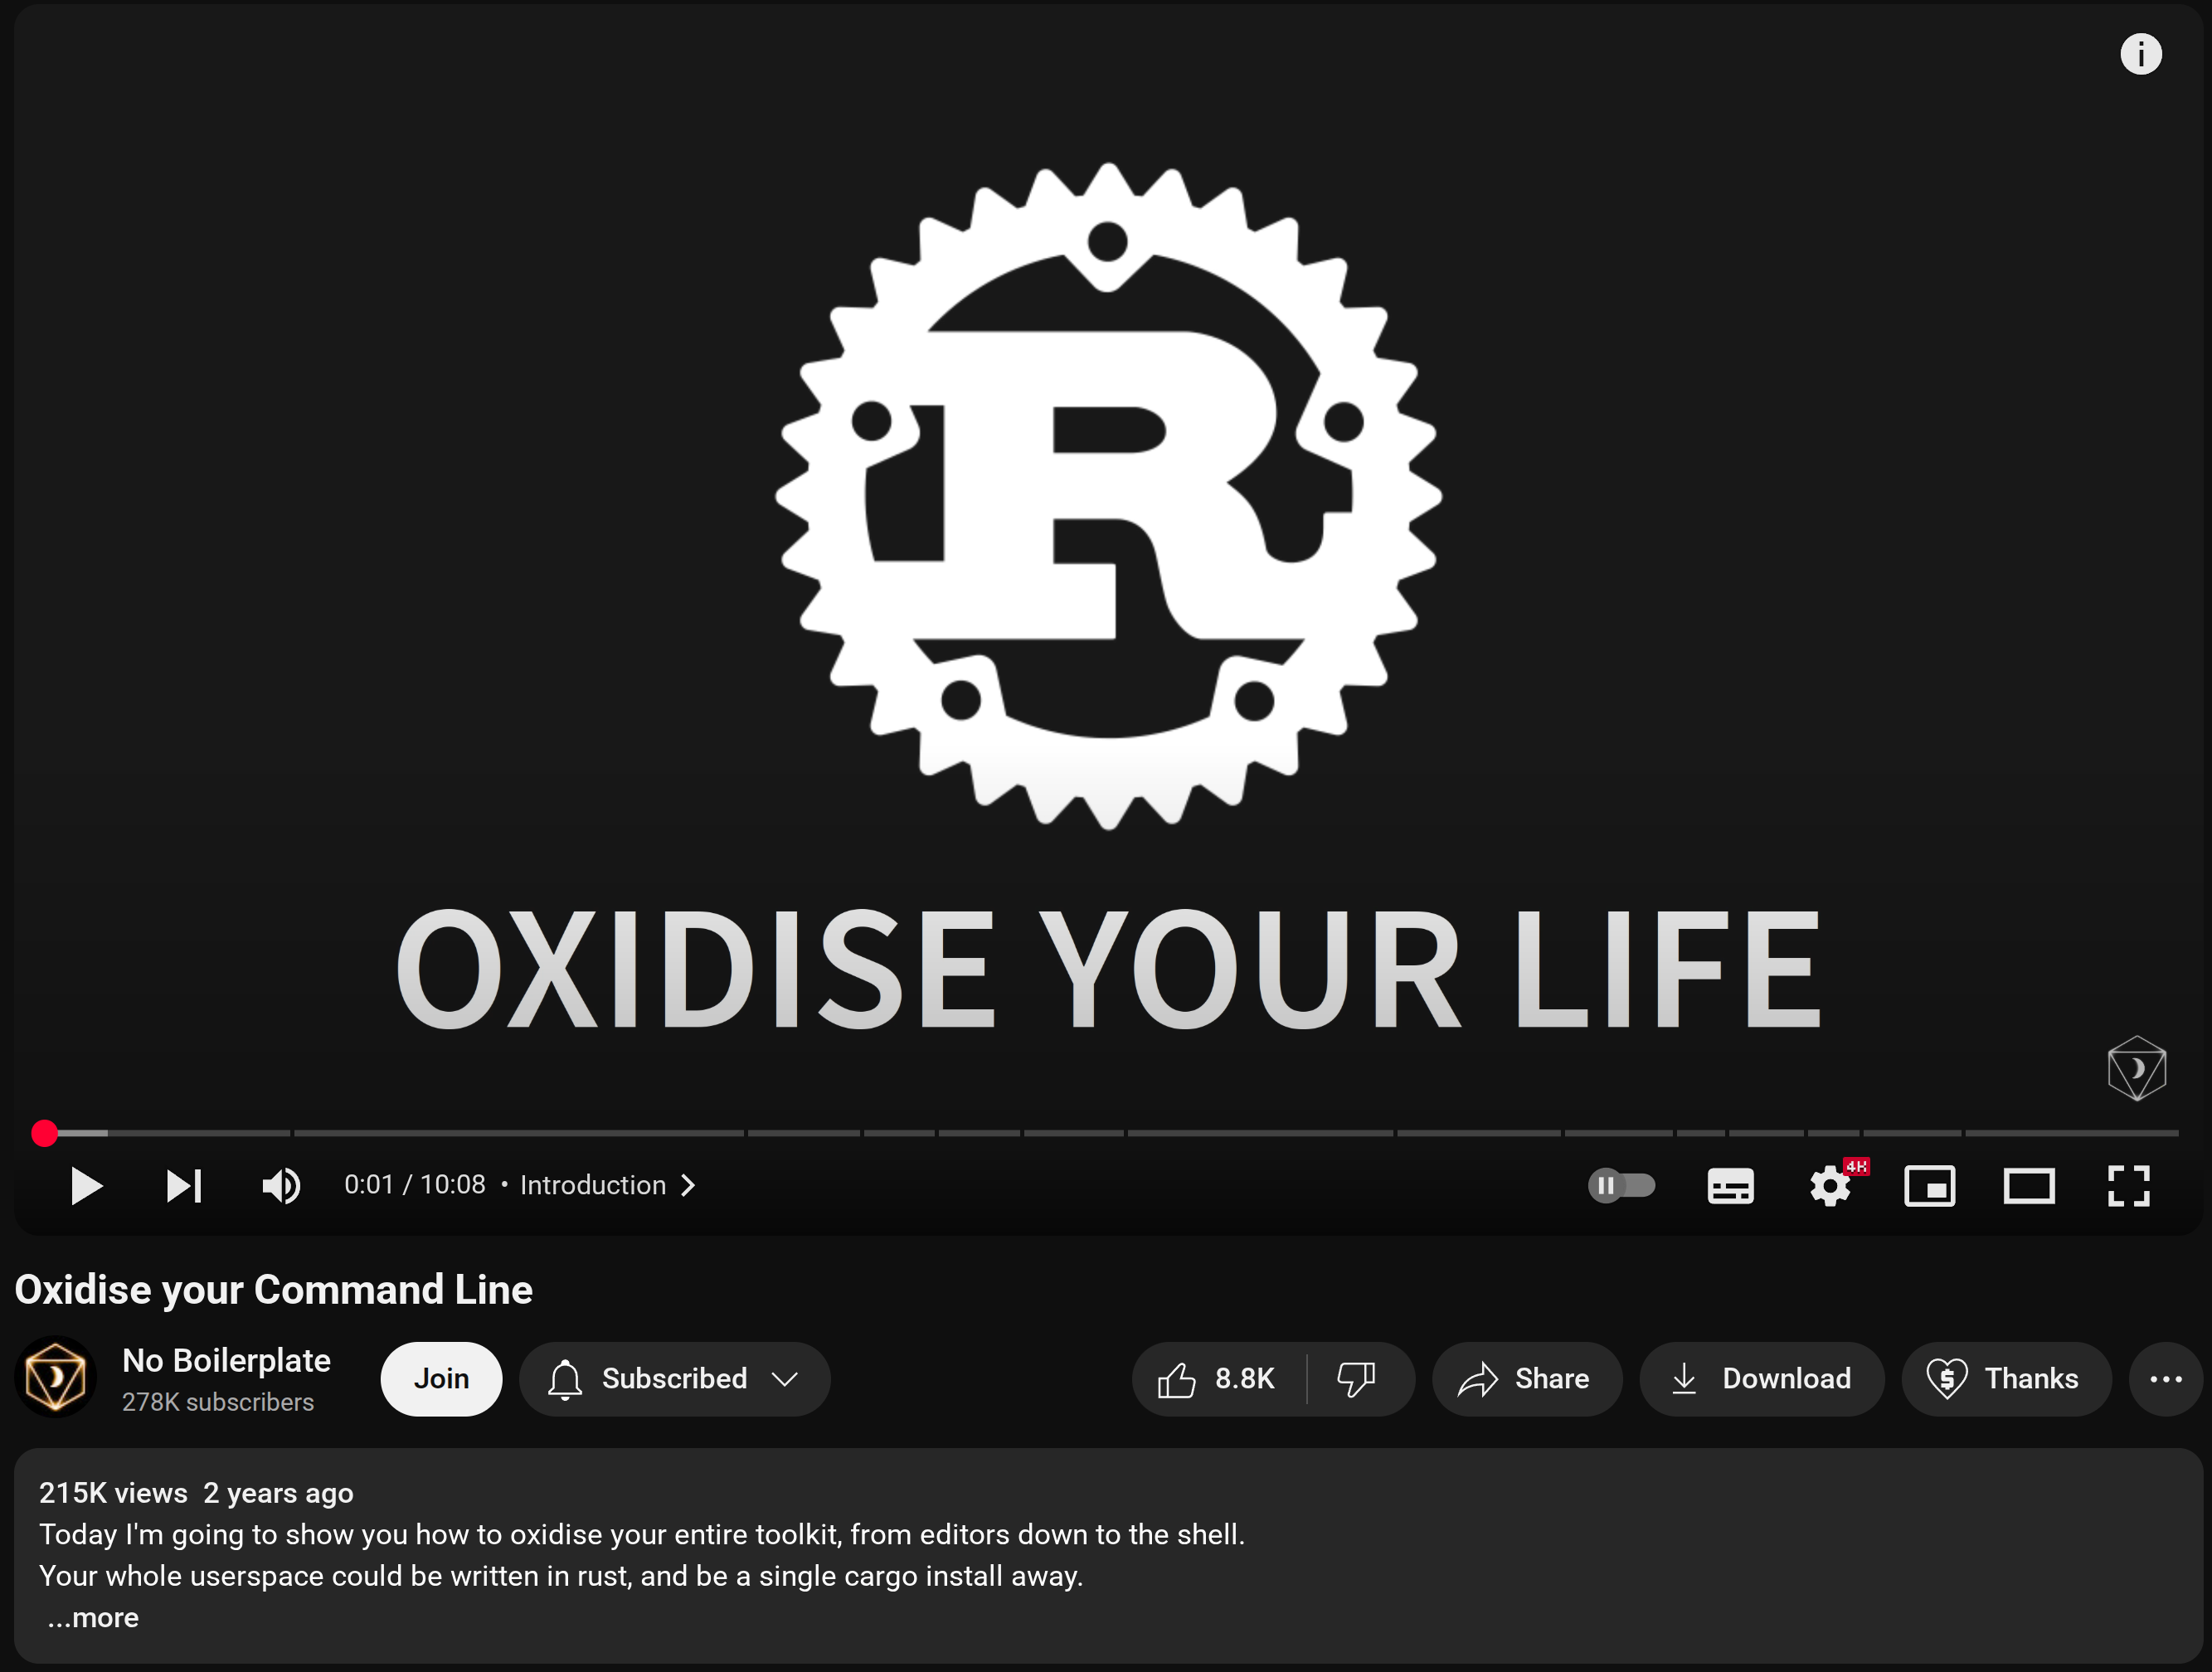 i
R
OXIDISE YOUR LIFE
0:01 / 10:08 • Introduction
4K
Oxidise your Command Line
No Boilerplate
278K subscribers
Join
Subscribed
8.8K
Share
Download
Thanks
215K views 2 years ago
Today I'm going to show you how to oxidise your entire toolkit, from editors down to the shell.
Your whole userspace could be written in rust, and be a single cargo install away.
...more